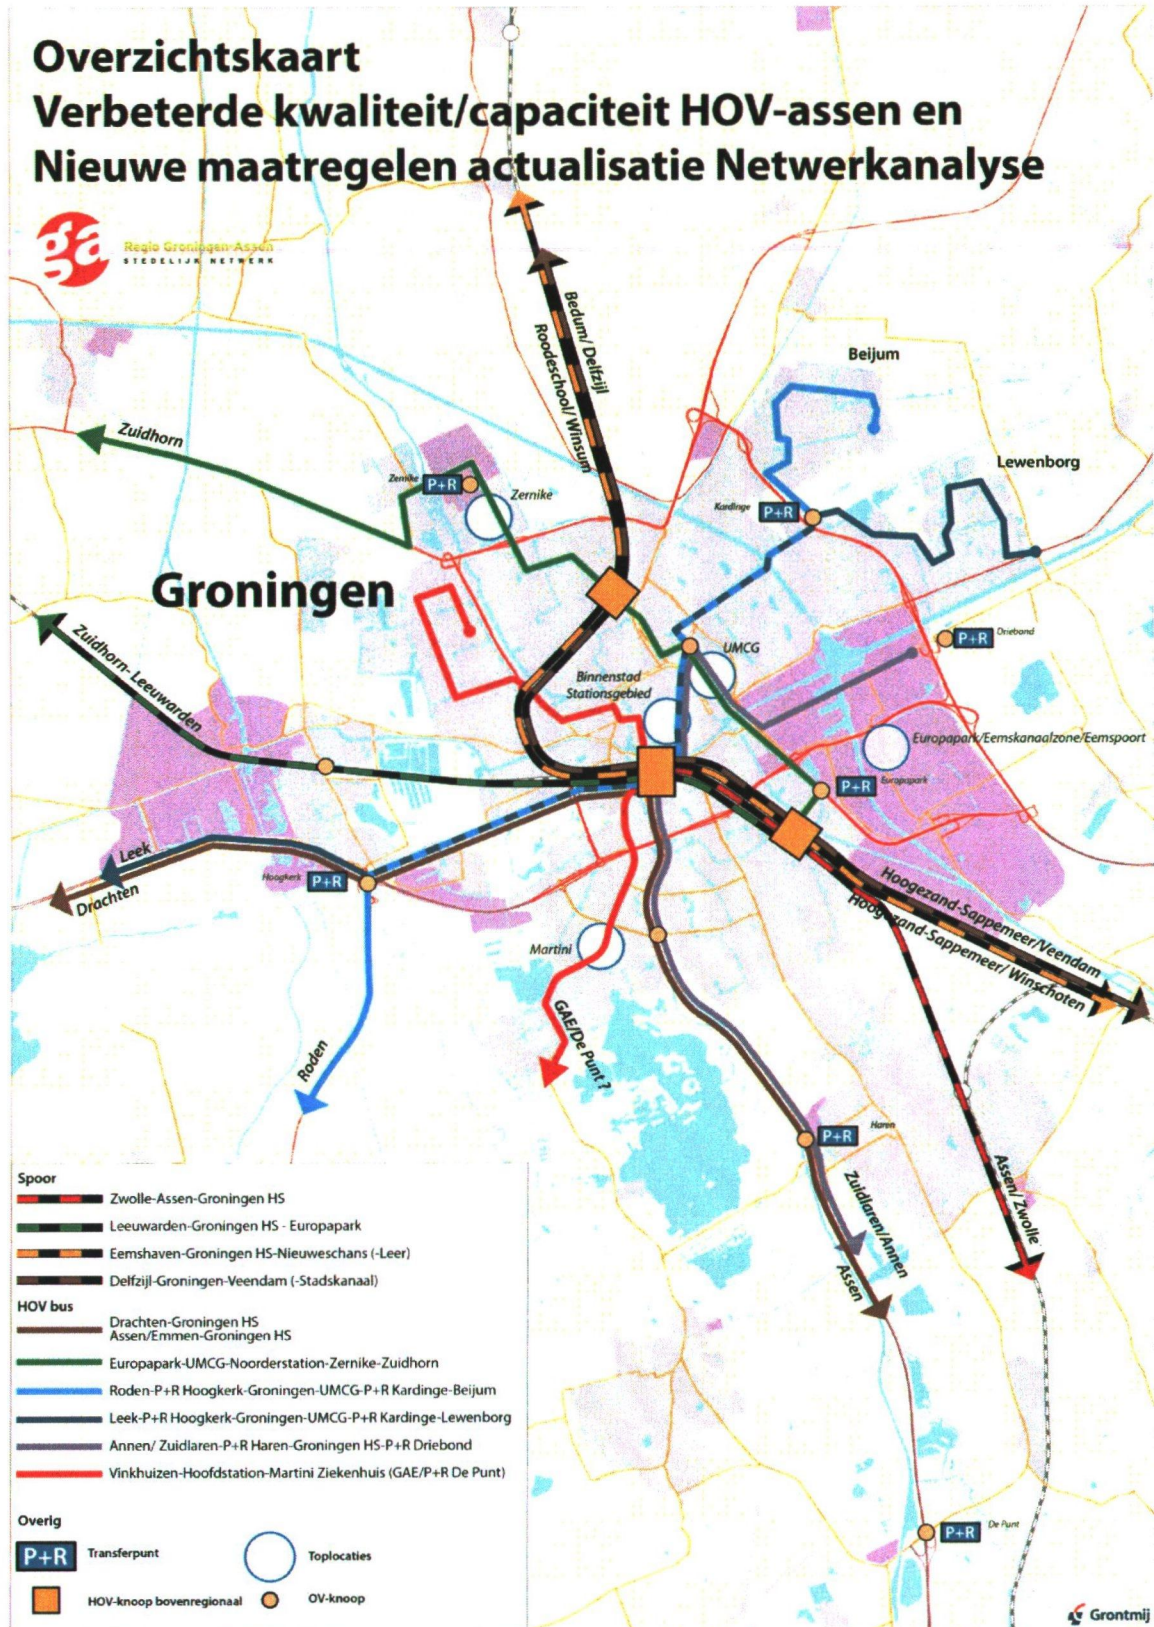 Overzichtskaart
Verbeterde kwaliteit/capaciteit HOV-assen en
Nieuwe maatregelen actualisatie Netwerkanalyse
ga
Regio Groningen-Assen
STEDELIJK NETWERK
Bedum/ Delfzijl
Roodeschool/ Winsum
Beijum
Lewenborg
Zuidhorn
Zernike
P+R
Zernike
Kardinge
P+R
Groningen
P+R
Driebond
UMCG
Binnenstad
Stationsgebied
Zuidhorn- Leeuwarden
Europapark/Eemskanaalzone/Eemspoort
P+R
Europapark
Leek
Drachten
Hoogkerk
P+R
Hoogezand-Sappemeer/Veendam
Hoogezand-Sappemeer/ Winschoten
Martini
GAE/De Punt ?
Roden
P+R
Haren
Zuidlaren/Annen
Assen
Assen/ Zwolle
Spoor
Zwolle-Assen-Groningen HS
Leeuwarden-Groningen HS - Europapark
Eemshaven-Groningen HS-Nieuweschans (-Leer)
Delfzijl-Groningen-Veendam (-Stadskanaal)
HOV bus
Drachten-Groningen HS
Assen/Emmen-Groningen HS
Europapark-UMCG-Noorderstation-Zernike-Zuidhorn
Roden-P+R Hoogkerk-Groningen-UMCG-P+R Kardinge-Beijum
Leek-P+R Hoogkerk-Groningen-UMCG-P+R Kardinge-Lewenborg
Annen/ Zuidlaren-P+R Haren-Groningen HS-P+R Driebond
Vinkhuizen-Hoofdstation-Martini Ziekenhuis (GAE/P+R De Punt)
Overig
P+R
Transferpunt
Toplocaties
HOV-knoop bovenregionaal
OV-knoop
P+R
De Punt
Grontmij